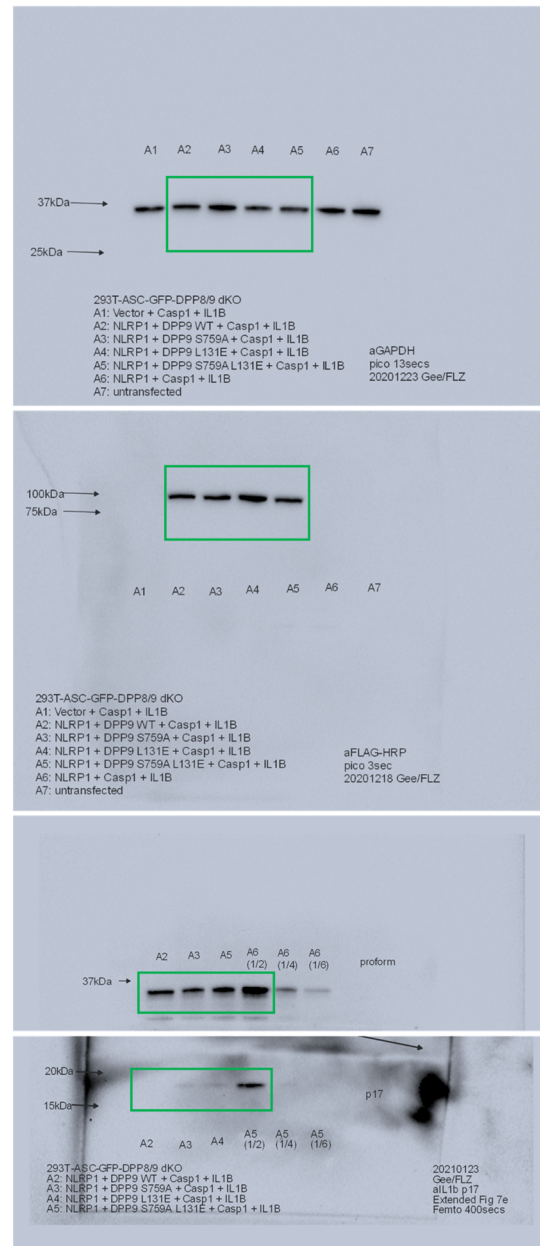 A1 A2 A3 A4 A5 A6 A7
37kDa
25kDa
293T-ASC-GFP-DPP8/9 dKO
A1: Vector + Casp1 + IL1B
A2: NLRP1 + DPP9 WT + Casp1 + IL1B
A3: NLRP1 + DPP9 S759A + Casp1 + IL1B
A4: NLRP1 + DPP9 L131E + Casp1 + IL1B
A5: NLRP1 + DPP9 S759A L131E + Casp1 + IL1B
A6: NLRP1 + Casp1 + IL1B
A7: untransfected
aGAPDH
pico 13secs
20201223 Gee/FLZ
100kDa
75kDa
A1 A2 A3 A4 A5 A6 A7
293T-ASC-GFP-DPP8/9 dKO
A1: Vector + Casp1 + IL1B
A2: NLRP1 + DPP9 WT + Casp1 + IL1B
A3: NLRP1 + DPP9 S759A + Casp1 + IL1B
A4: NLRP1 + DPP9 L131E + Casp1 + IL1B
A5: NLRP1 + DPP9 S759A L131E + Casp1 + IL1B
A6: NLRP1 + Casp1 + IL1B
A7: untransfected
aFLAG-HRP
pico 3sec
20201218 Gee/FLZ
A2 A3 A5 A6 A6 A6
(1/2) (1/4) (1/6)
proform
37kDa
20kDa
15kDa
p17
A2 A3 A4 A5 A5 A5
(1/2) (1/4) (1/6)
293T-ASC-GFP-DPP8/9 dKO
A2: NLRP1 + DPP9 WT + Casp1 + IL1B
A3: NLRP1 + DPP9 S759A + Casp1 + IL1B
A4: NLRP1 + DPP9 L131E + Casp1 + IL1B
A5: NLRP1 + DPP9 S759A L131E + Casp1 + IL1B
20210123
Gee/FLZ
aIL1b p17
Extended Fig 7e
Femto 400secs